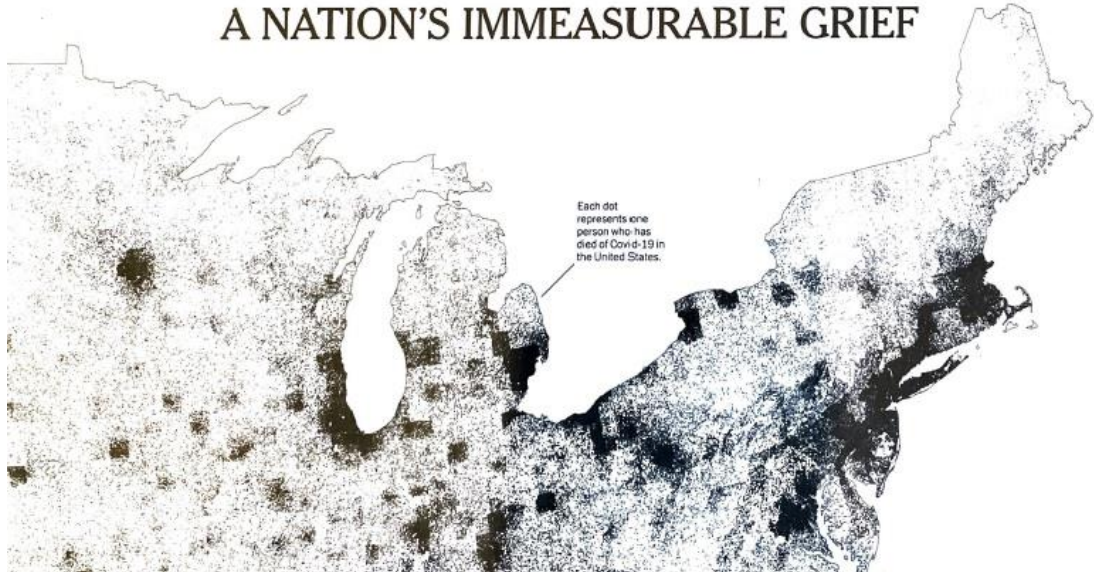 A NATION'S IMMEASURABLE GRIEF
Each dot
represents one
person who has
died of Covid-19 in
the United States.